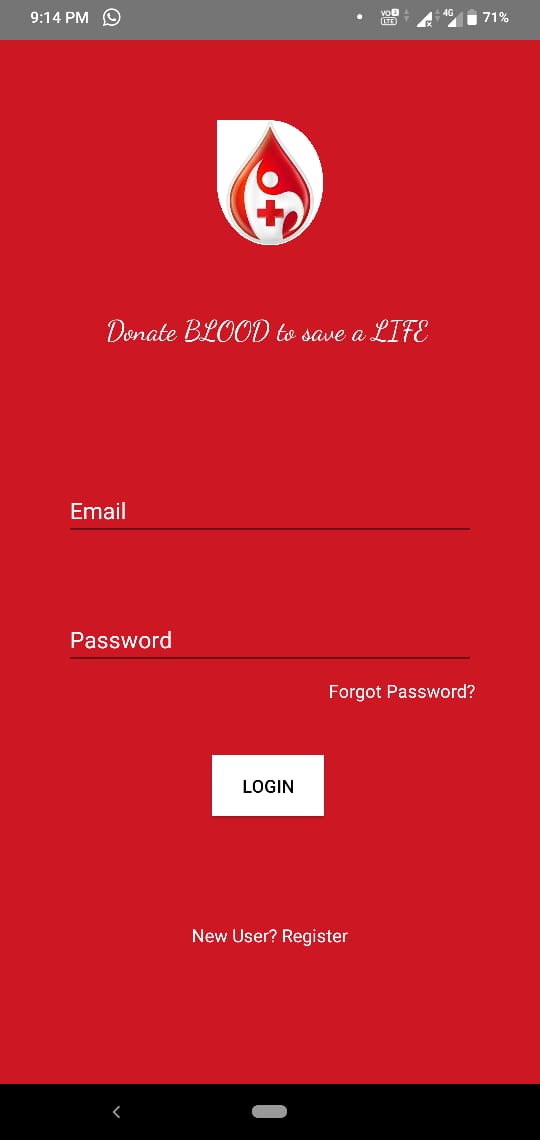 9:14 PM
VO LTE 4G 71%
Donate BLOOD to save a LIFE
Email
Password
Forgot Password?
LOGIN
New User? Register